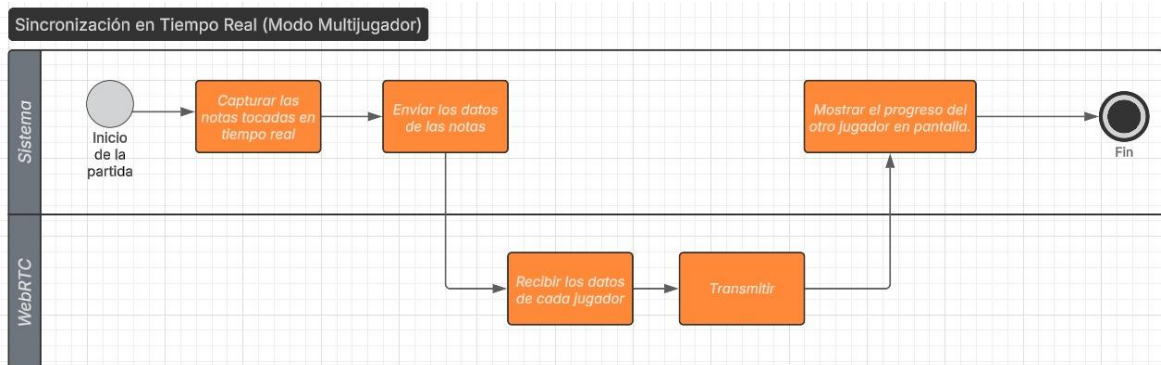 Sincronización en Tiempo Real (Modo Multijugador)
Sistema
Inicio
de la
partida
Capturar las
notas tocadas en
tiempo real
Enviar los datos
de las notas
Mostrar el progreso del
otro jugador en pantalla.
Fin
WebRTC
Recibir los datos
de cada jugador
Transmitir